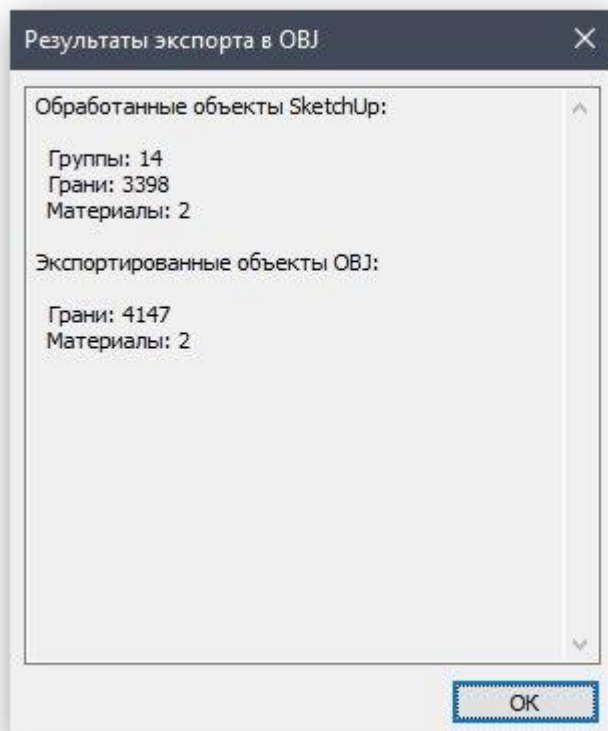 Результаты экспорта в OBJ
Обработанные объекты SketchUp:
Группы: 14
Грани: 3398
Материалы: 2
Экспортированные объекты OBJ:
Грани: 4147
Материалы: 2
OK